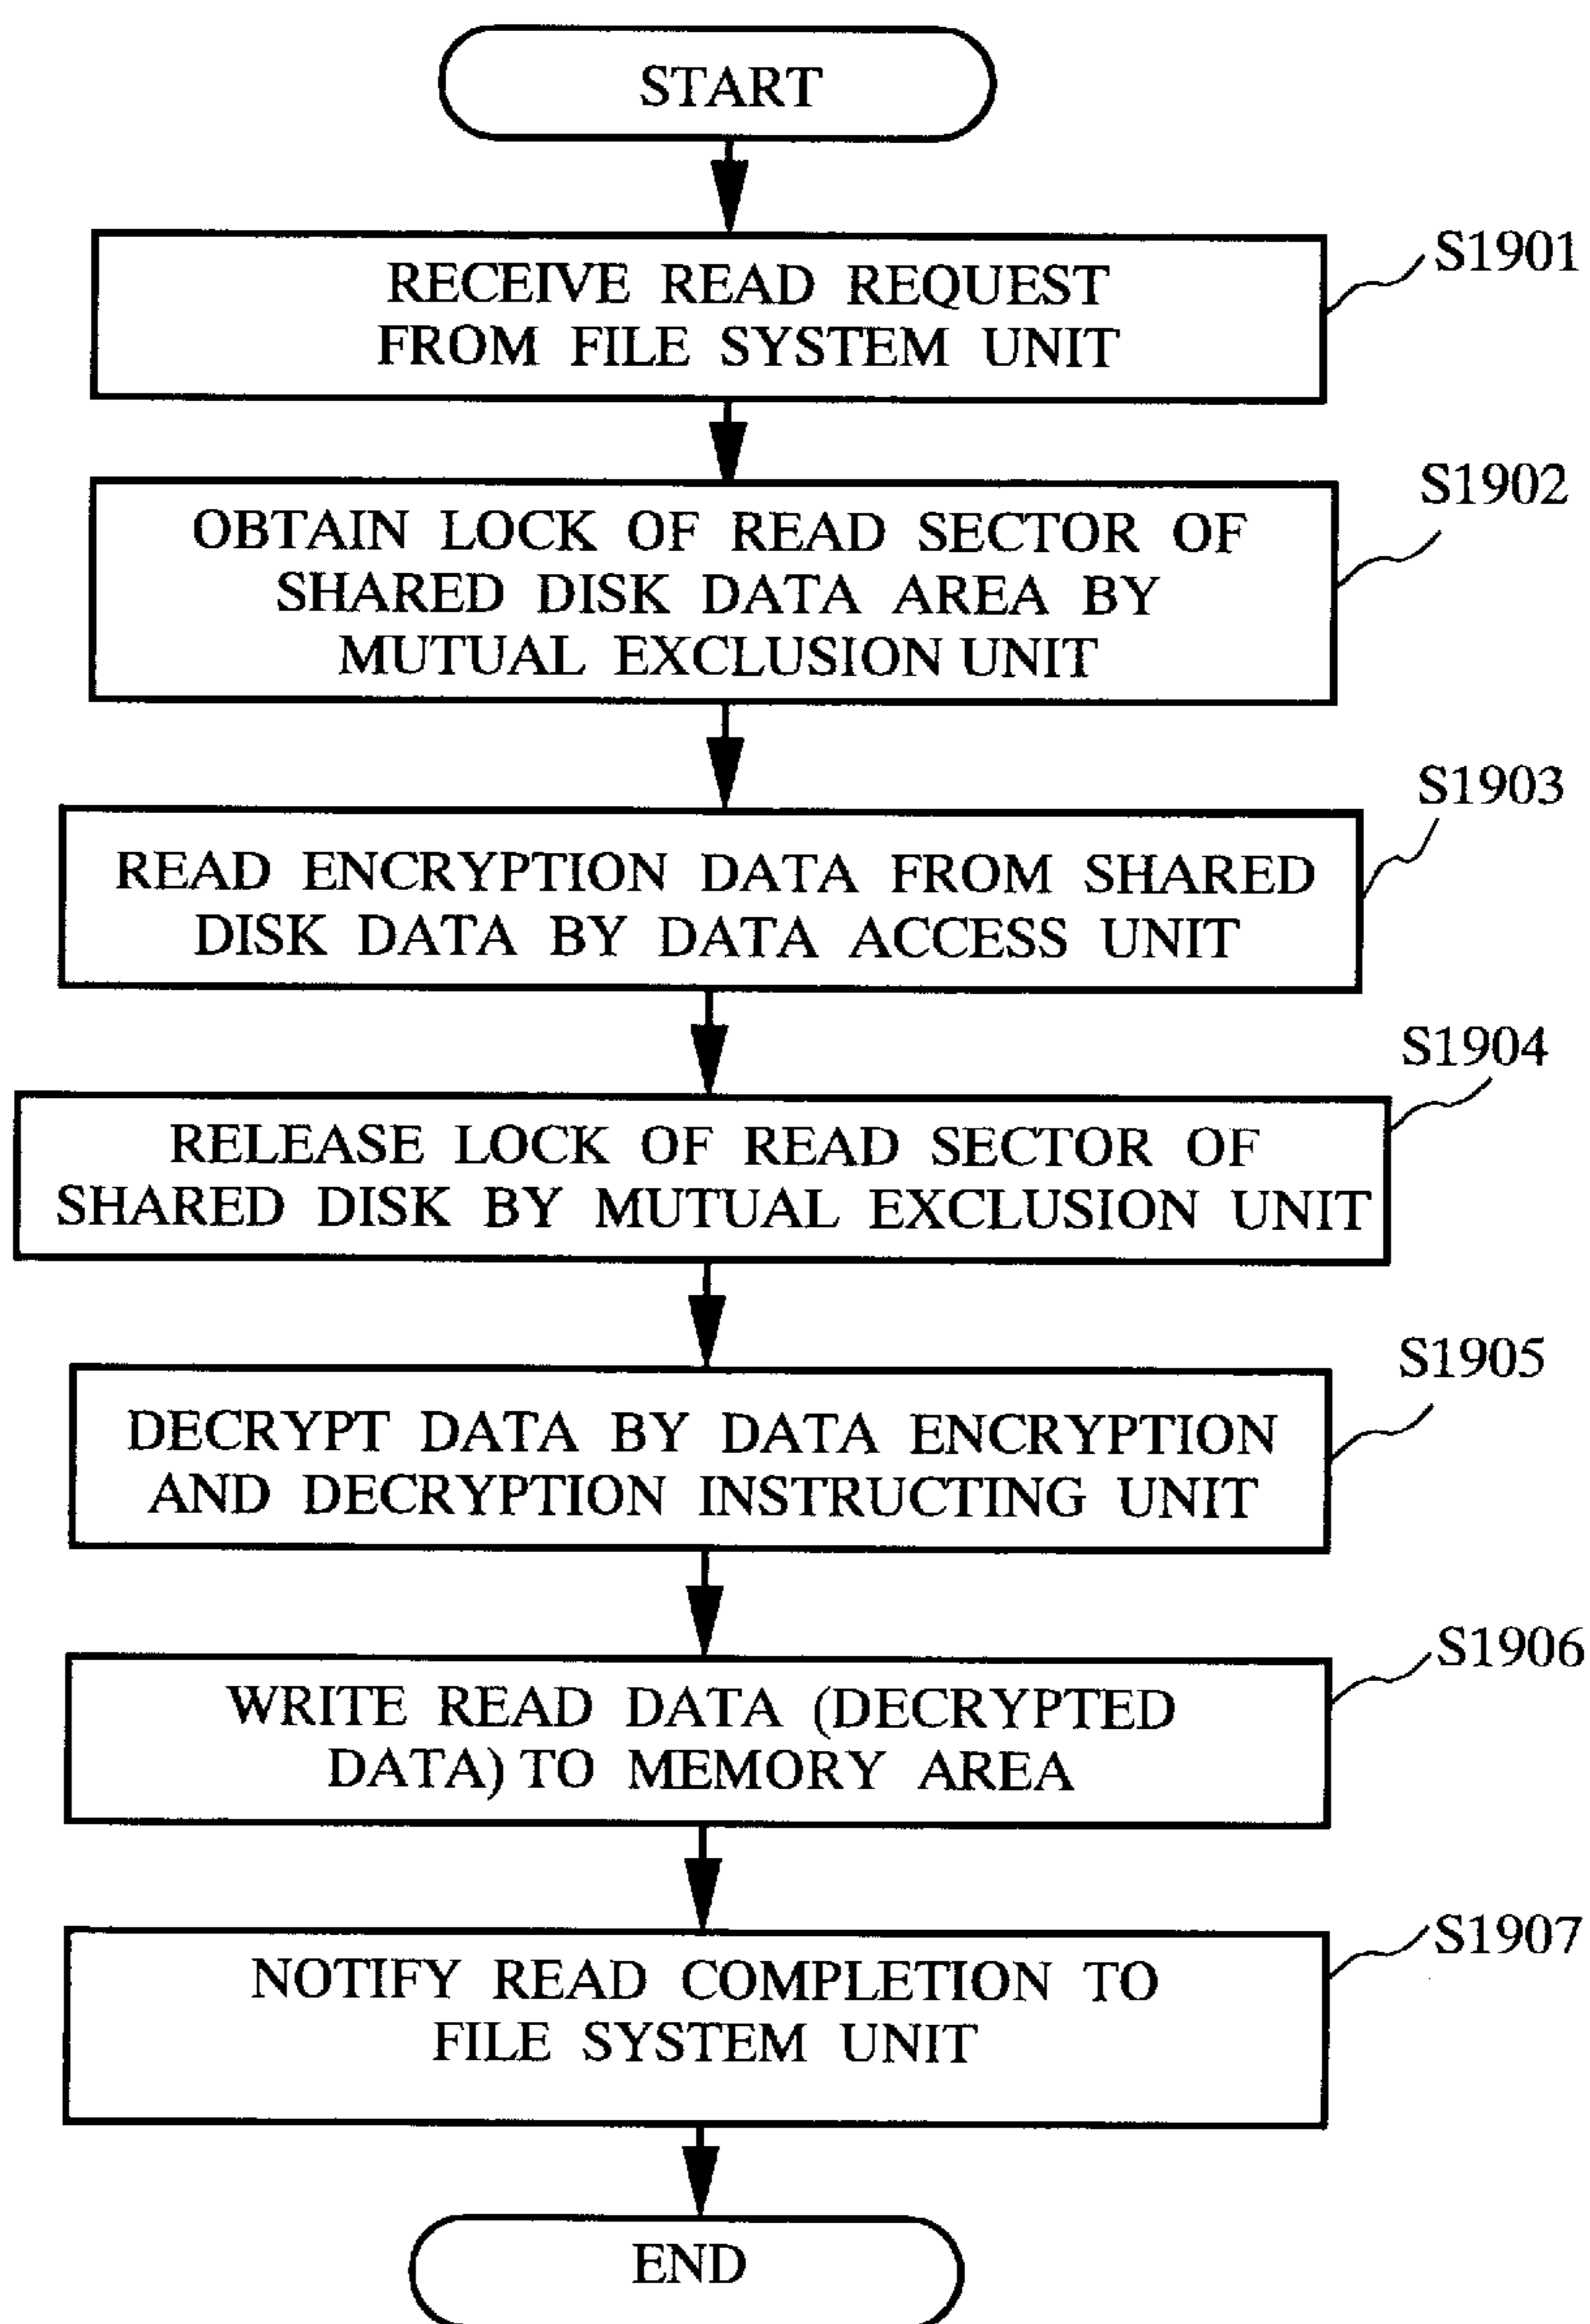 START
RECEIVE READ REQUEST
FROM FILE SYSTEM UNIT
S1901
OBTAIN LOCK OF READ SECTOR OF
SHARED DISK DATA AREA BY
MUTUAL EXCLUSION UNIT
S1902
READ ENCRYPTION DATA FROM SHARED
DISK DATA BY DATA ACCESS UNIT
S1903
RELEASE LOCK OF READ SECTOR OF
SHARED DISK BY MUTUAL EXCLUSION UNIT
S1904
DECRYPT DATA BY DATA ENCRYPTION
AND DECRYPTION INSTRUCTING UNIT
S1905
WRITE READ DATA (DECRYPTED
DATA) TO MEMORY AREA
S1906
NOTIFY READ COMPLETION TO
FILE SYSTEM UNIT
S1907
END